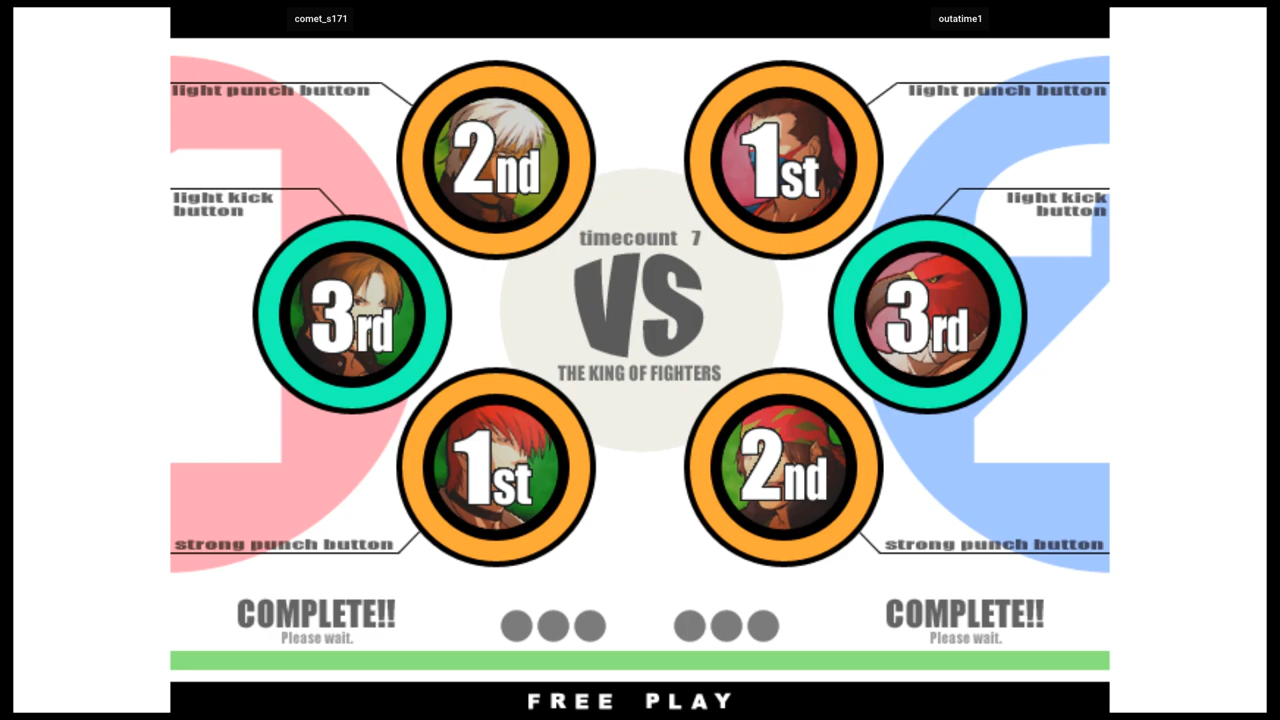 comet_s171
outatime1
light punch button
light punch button
2nd
1st
light kick
button
light kick
button
timecount 7
VS
THE KING OF FIGHTERS
3rd
3rd
1st
2nd
strong punch button
strong punch button
COMPLETE!!
Please wait.
COMPLETE!!
Please wait.
FREE PLAY